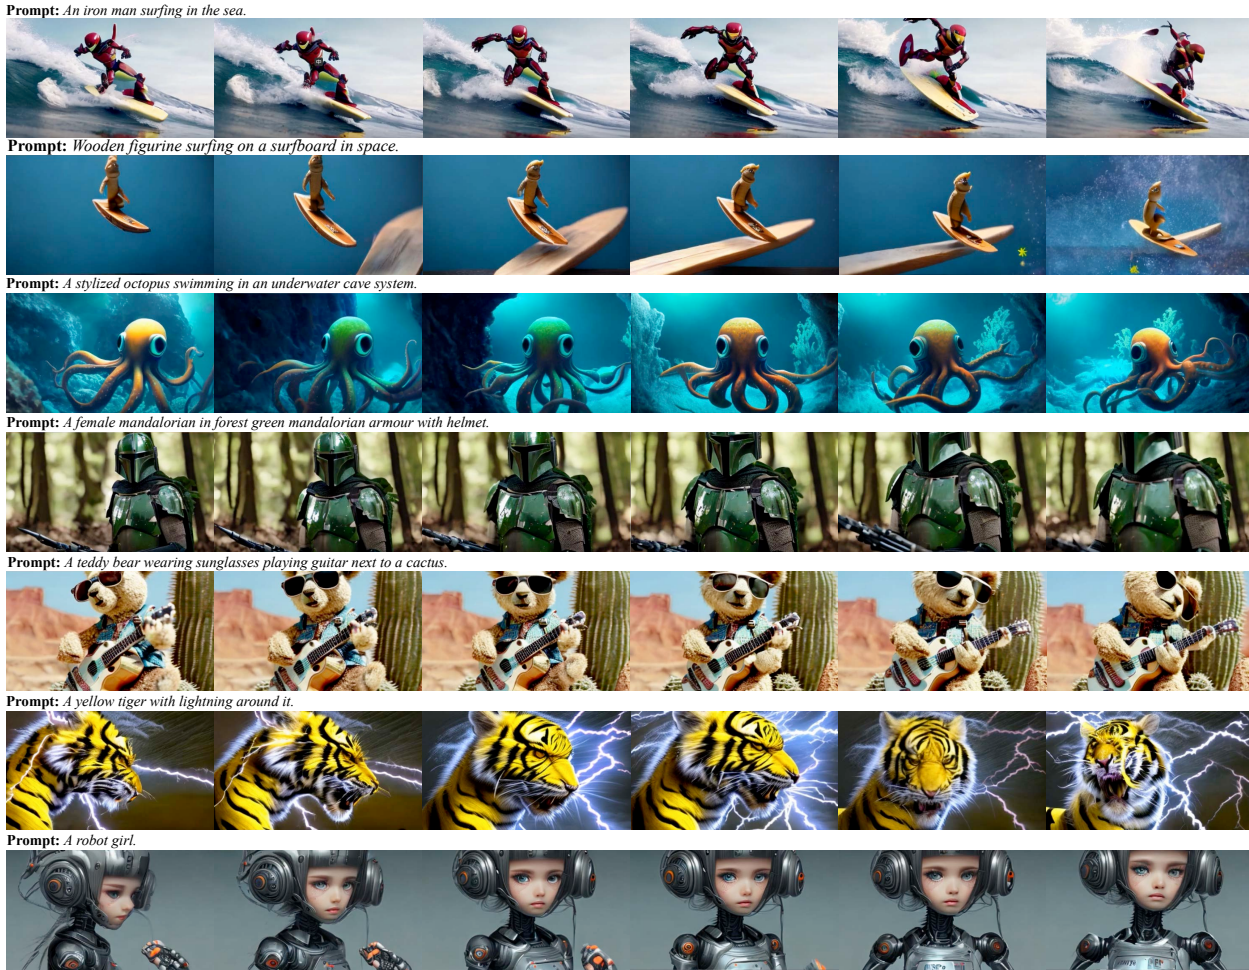 Prompt: An iron man surfing in the sea.
Prompt: Wooden figurine surfing on a surfboard in space.
Prompt: A stylized octopus swimming in an underwater cave system.
Prompt: A female mandalorian in forest green mandalorian armour with helmet.
Prompt: A teddy bear wearing sunglasses playing guitar next to a cactus.
Prompt: A yellow tiger with lightning around it.
Prompt: A robot girl.